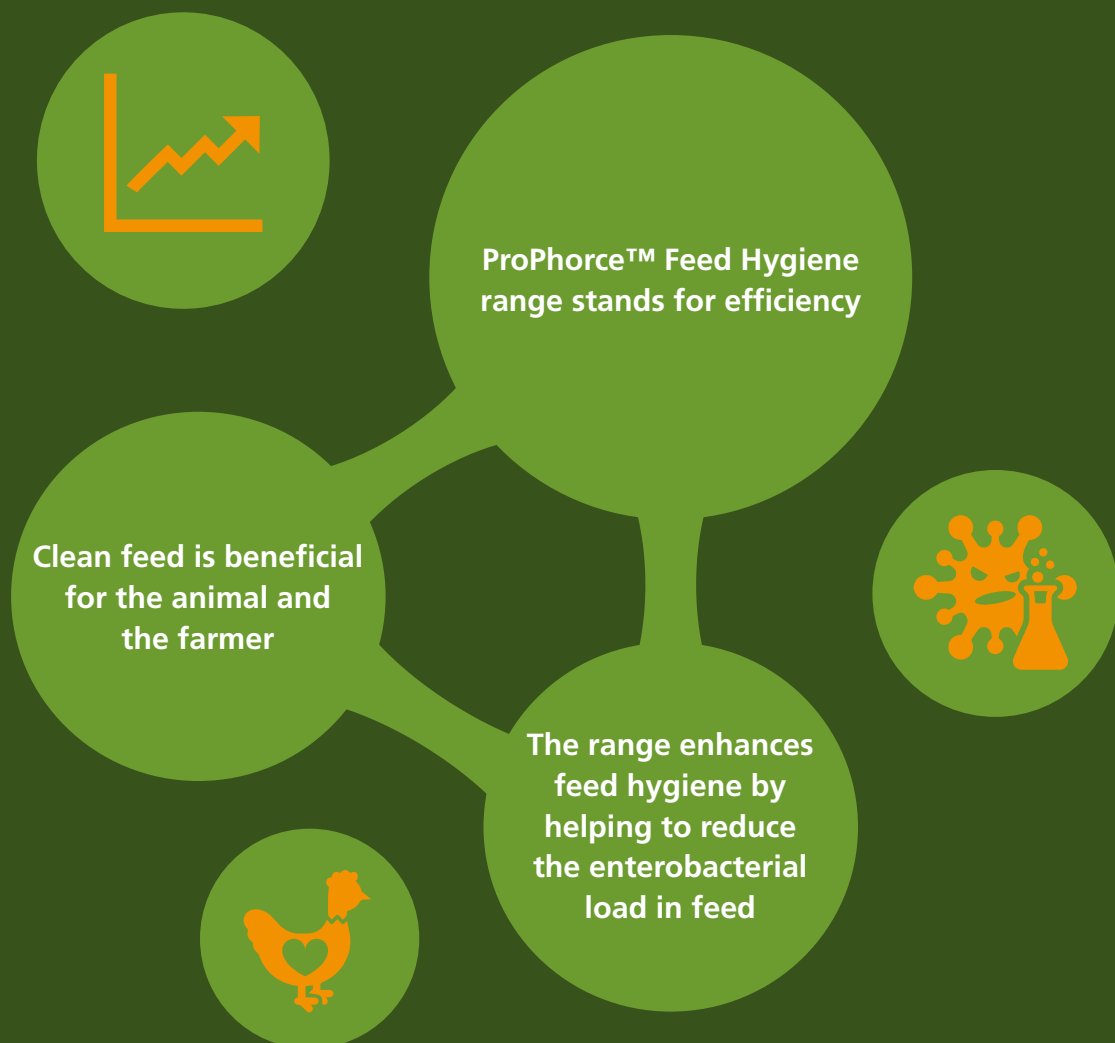 ProPhorce™ Feed Hygiene
range stands for efficiency
Clean feed is beneficial
for the animal and
the farmer
The range enhances
feed hygiene by
helping to reduce
the enterobacterial
load in feed